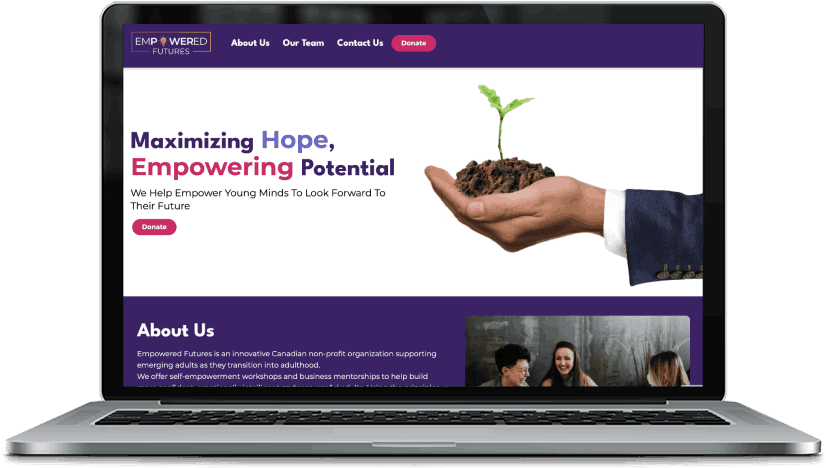 EMPOWERED
FUTURES
About Us
Our Team
Contact Us
Donate
Maximizing Hope,
Empowering Potential
We Help Empower Young Minds To Look Forward To
Their Future
Donate
About Us
Empowered Futures is an innovative Canadian non-profit organization supporting
emerging adults as they transition into adulthood.
We offer self-empowerment workshops and business mentorships to help build